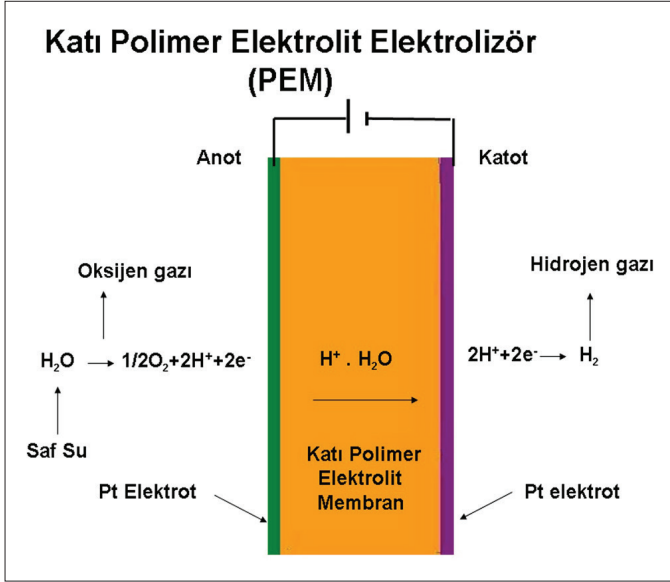 Katı Polimer Elektrolit Elektrolizör
(PEM)
Anot
Katot
Oksijen gazı
Hidrojen gazı
H₂O → 1/2O₂+2H⁺+2e⁻
H⁺ . H₂O
2H⁺+2e⁻ → H₂
Saf Su
Katı Polimer
Elektrolit
Membran
Pt Elektrot
Pt elektrot